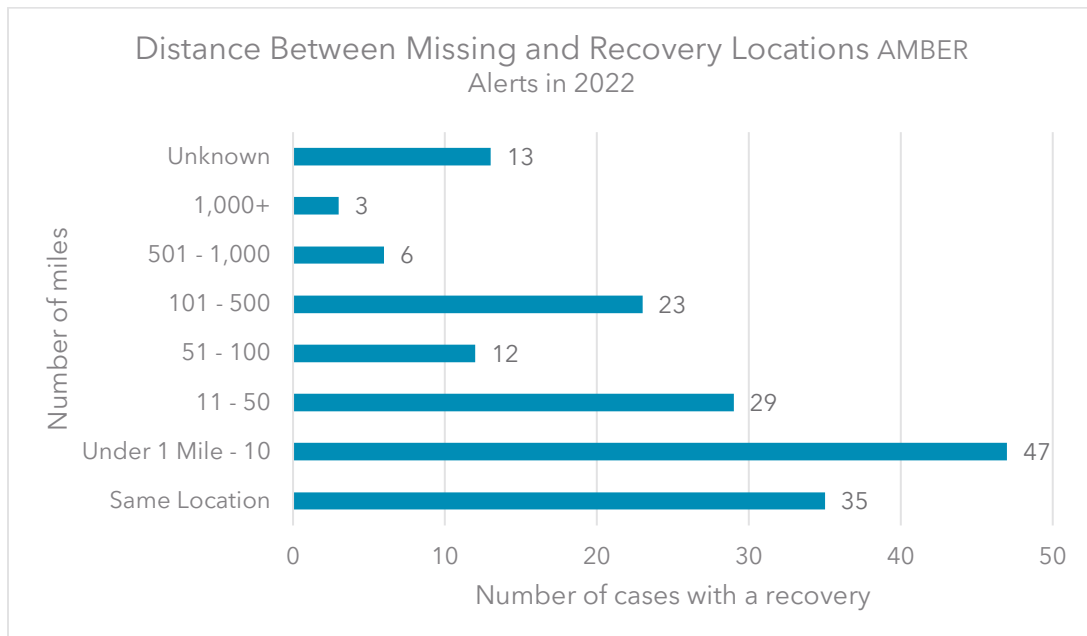 Distance Between Missing and Recovery Locations AMBER
Alerts in 2022
Number of miles
Unknown 13
1,000+ 3
501 - 1,000 6
101 - 500 23
51 - 100 12
11 - 50 29
Under 1 Mile - 10 47
Same Location 35
0 10 20 30 40 50
Number of cases with a recovery